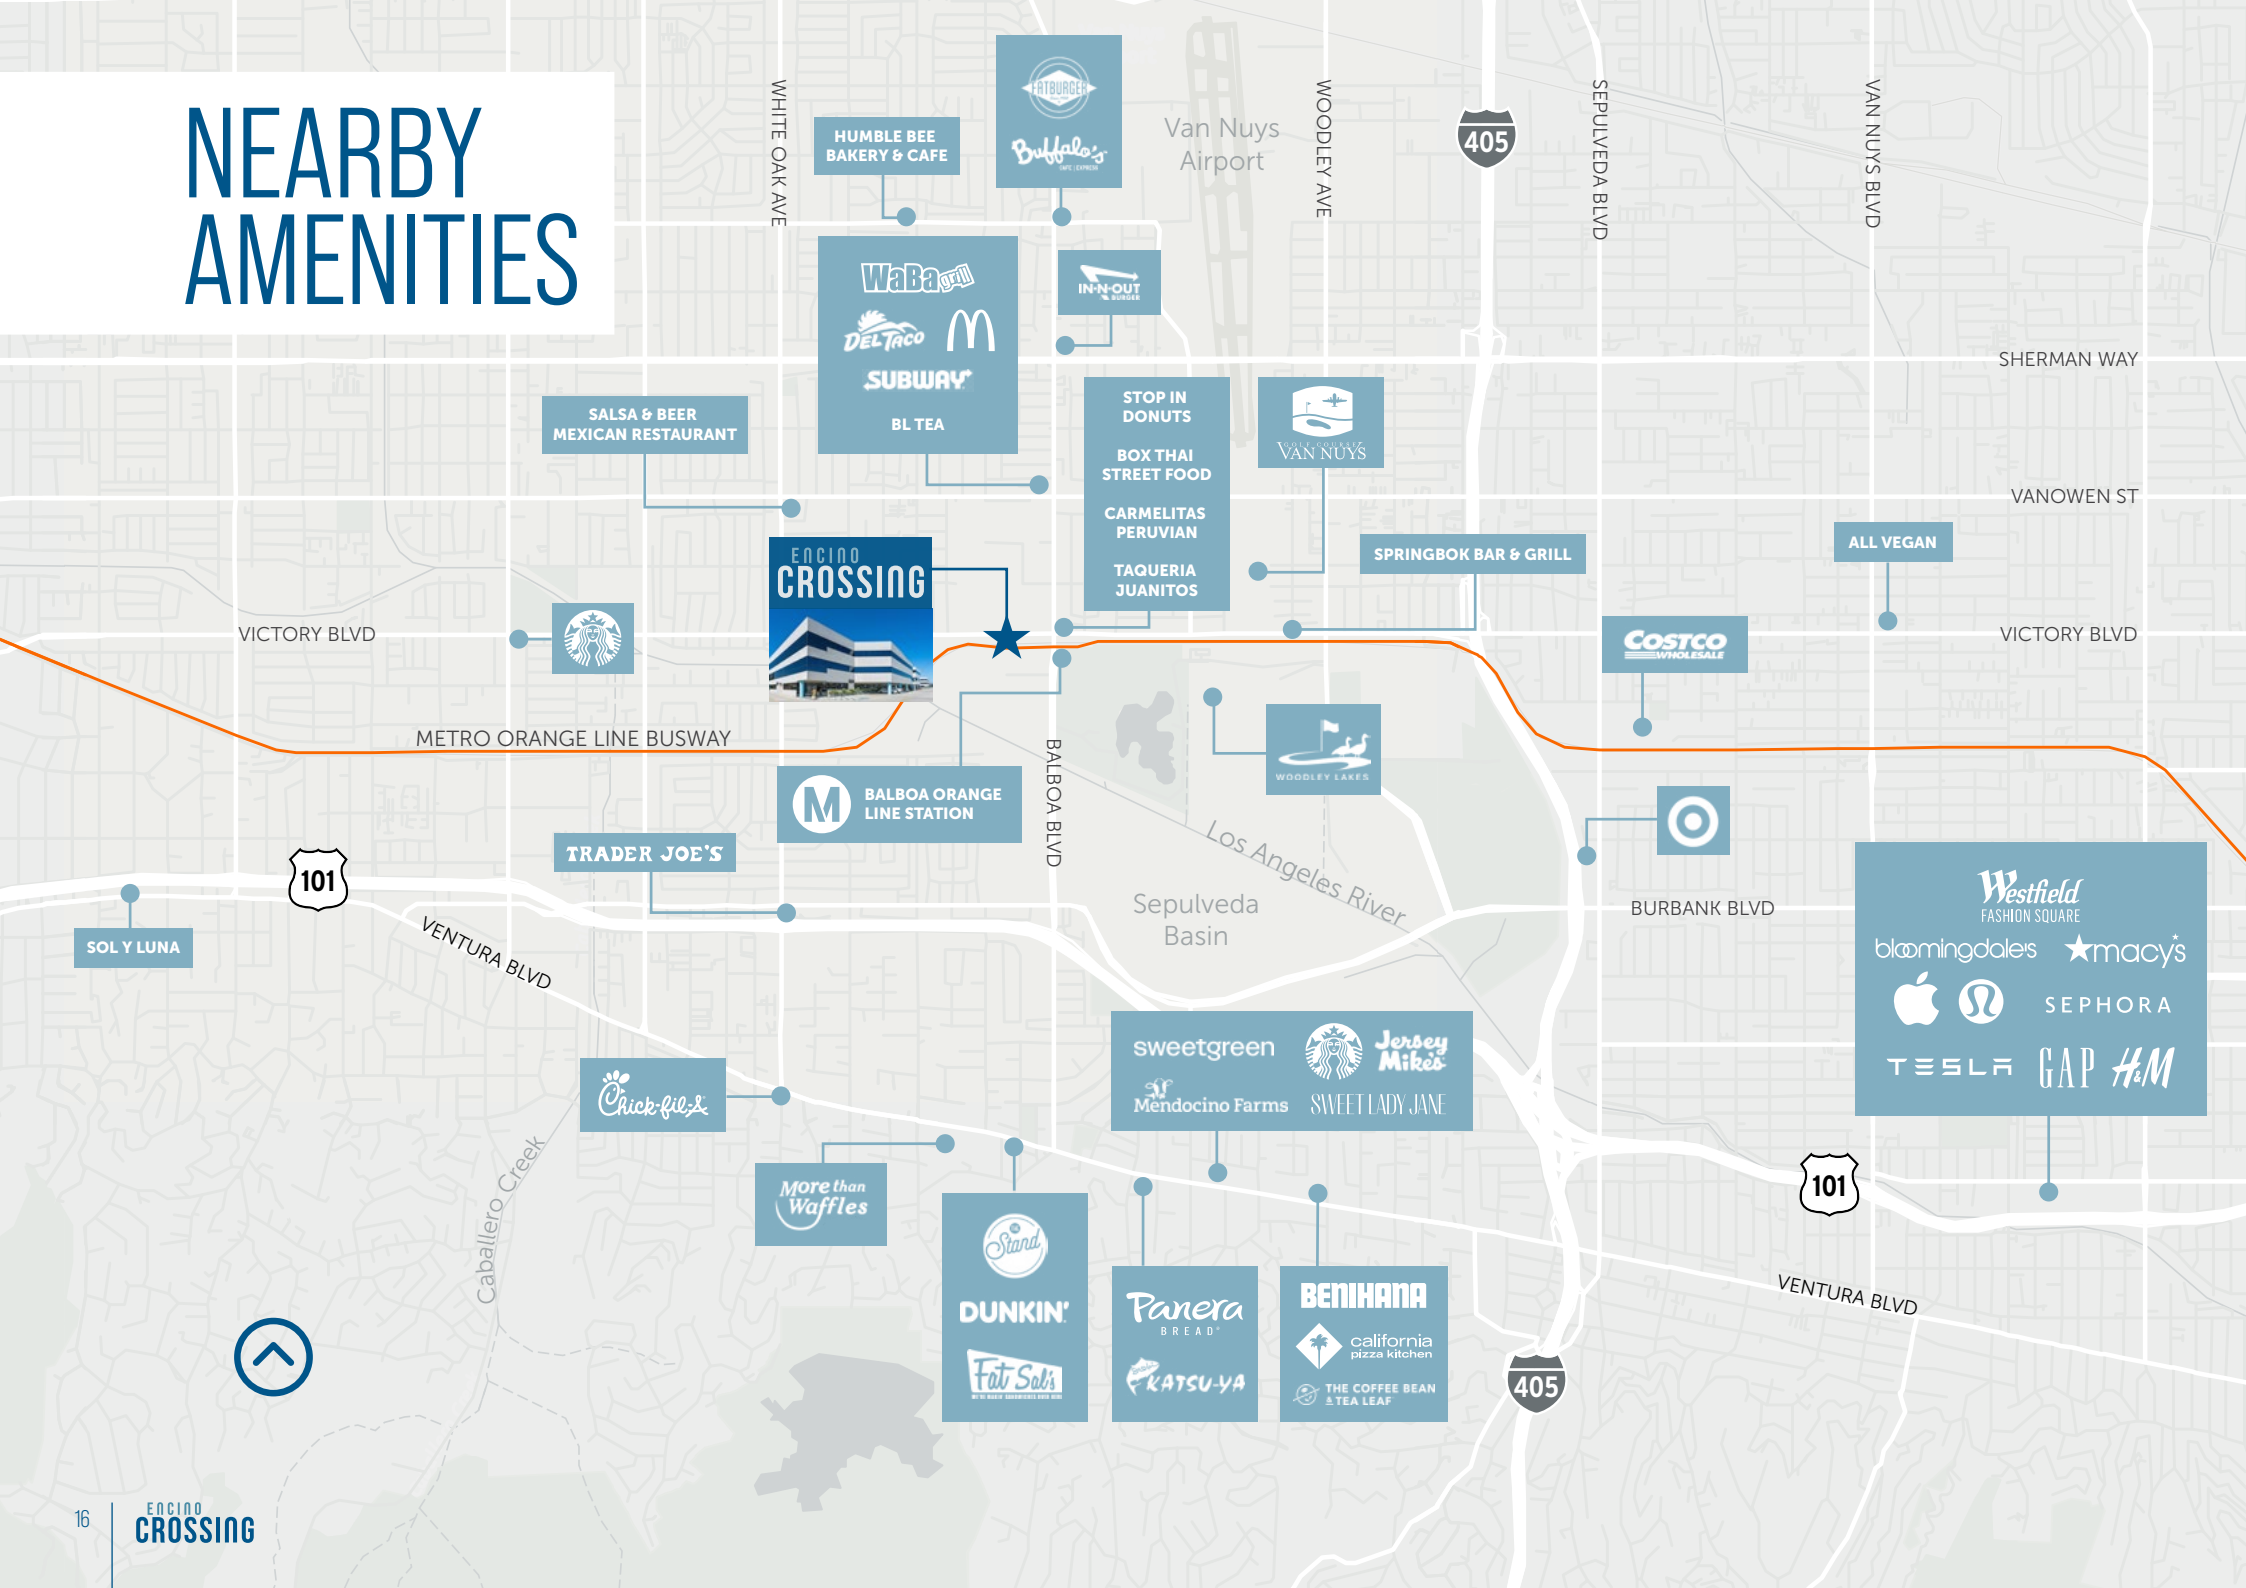 NEARBY
AMENITIES
WHITE OAK AVE
HUMBLE BEE
BAKERY & CAFE
FATBURGER
Buffalo's
CAFE | EXPRESS
Van Nuys
Airport
WOODLEY AVE
405
SEPULVEDA BLVD
VAN NUYS BLVD
WaBa grill
DEL TACO
SUBWAY
BL TEA
IN-N-OUT
BURGER
SHERMAN WAY
SALSA & BEER
MEXICAN RESTAURANT
STOP IN
DONUTS
BOX THAI
STREET FOOD
CARMELITAS
PERUVIAN
TAQUERIA
JUANITOS
GOLF COURSE
VAN NUYS
VANOWEN ST
ENCINO
CROSSING
SPRINGBOK BAR & GRILL
ALL VEGAN
VICTORY BLVD
COSTCO
WHOLESALE
VICTORY BLVD
METRO ORANGE LINE BUSWAY
WOODLEY LAKES
M
BALBOA ORANGE
LINE STATION
BALBOA BLVD
TRADER JOE'S
Los Angeles River
101
SOL Y LUNA
VENTURA BLVD
Sepulveda
Basin
BURBANK BLVD
Westfield
FASHION SQUARE
bloomingdale's
macy's
SEPHORA
TESLA
GAP
H&M
sweetgreen
Jersey
Mike's
Mendocino Farms
SWEET LADY JANE
Chick-fil-A
Caballero Creek
More than
Waffles
THE
Stand
DUNKIN'
Fat Sal's
Panera
BREAD
KATSU-YA
BENIHANA
california
pizza kitchen
THE COFFEE BEAN
& TEA LEAF
101
VENTURA BLVD
405
16
ENCINO
CROSSING